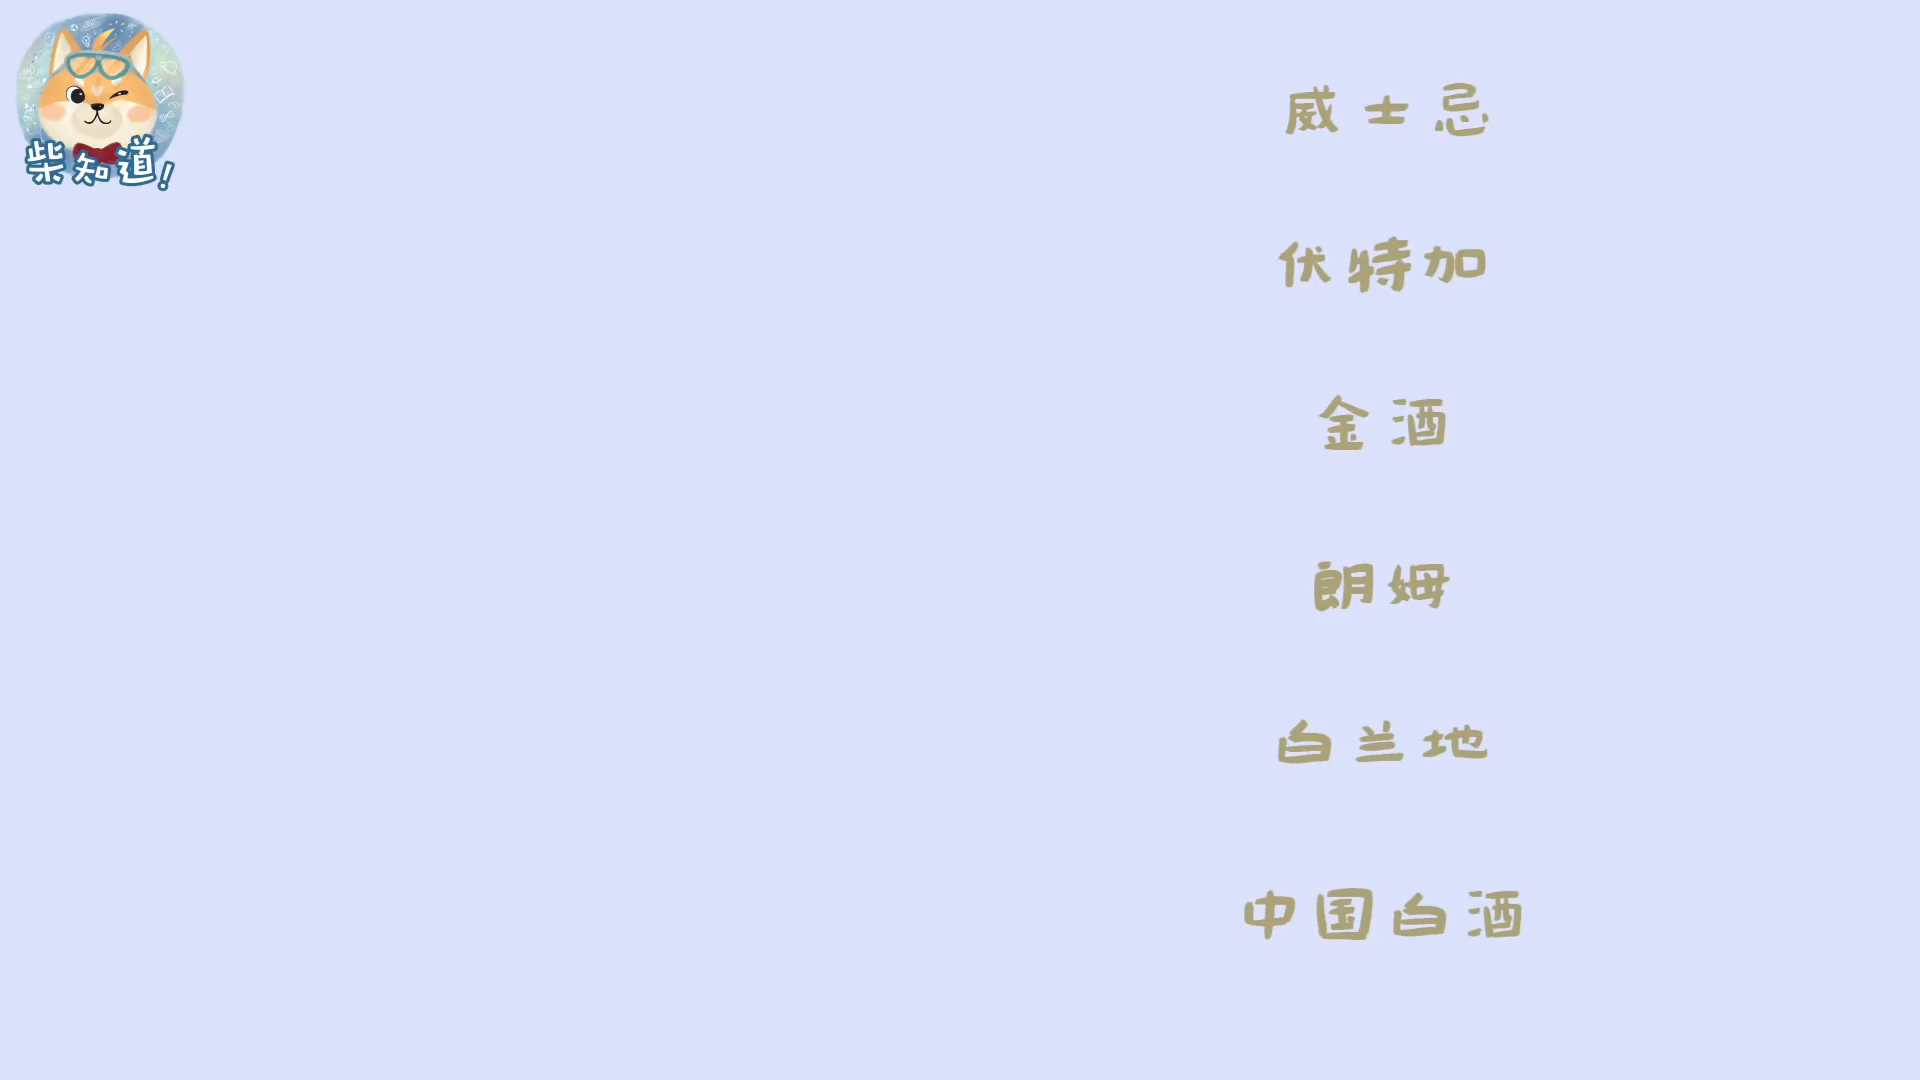 柴知道!
威士忌
伏特加
金酒
朗姆
白兰地
中国白酒